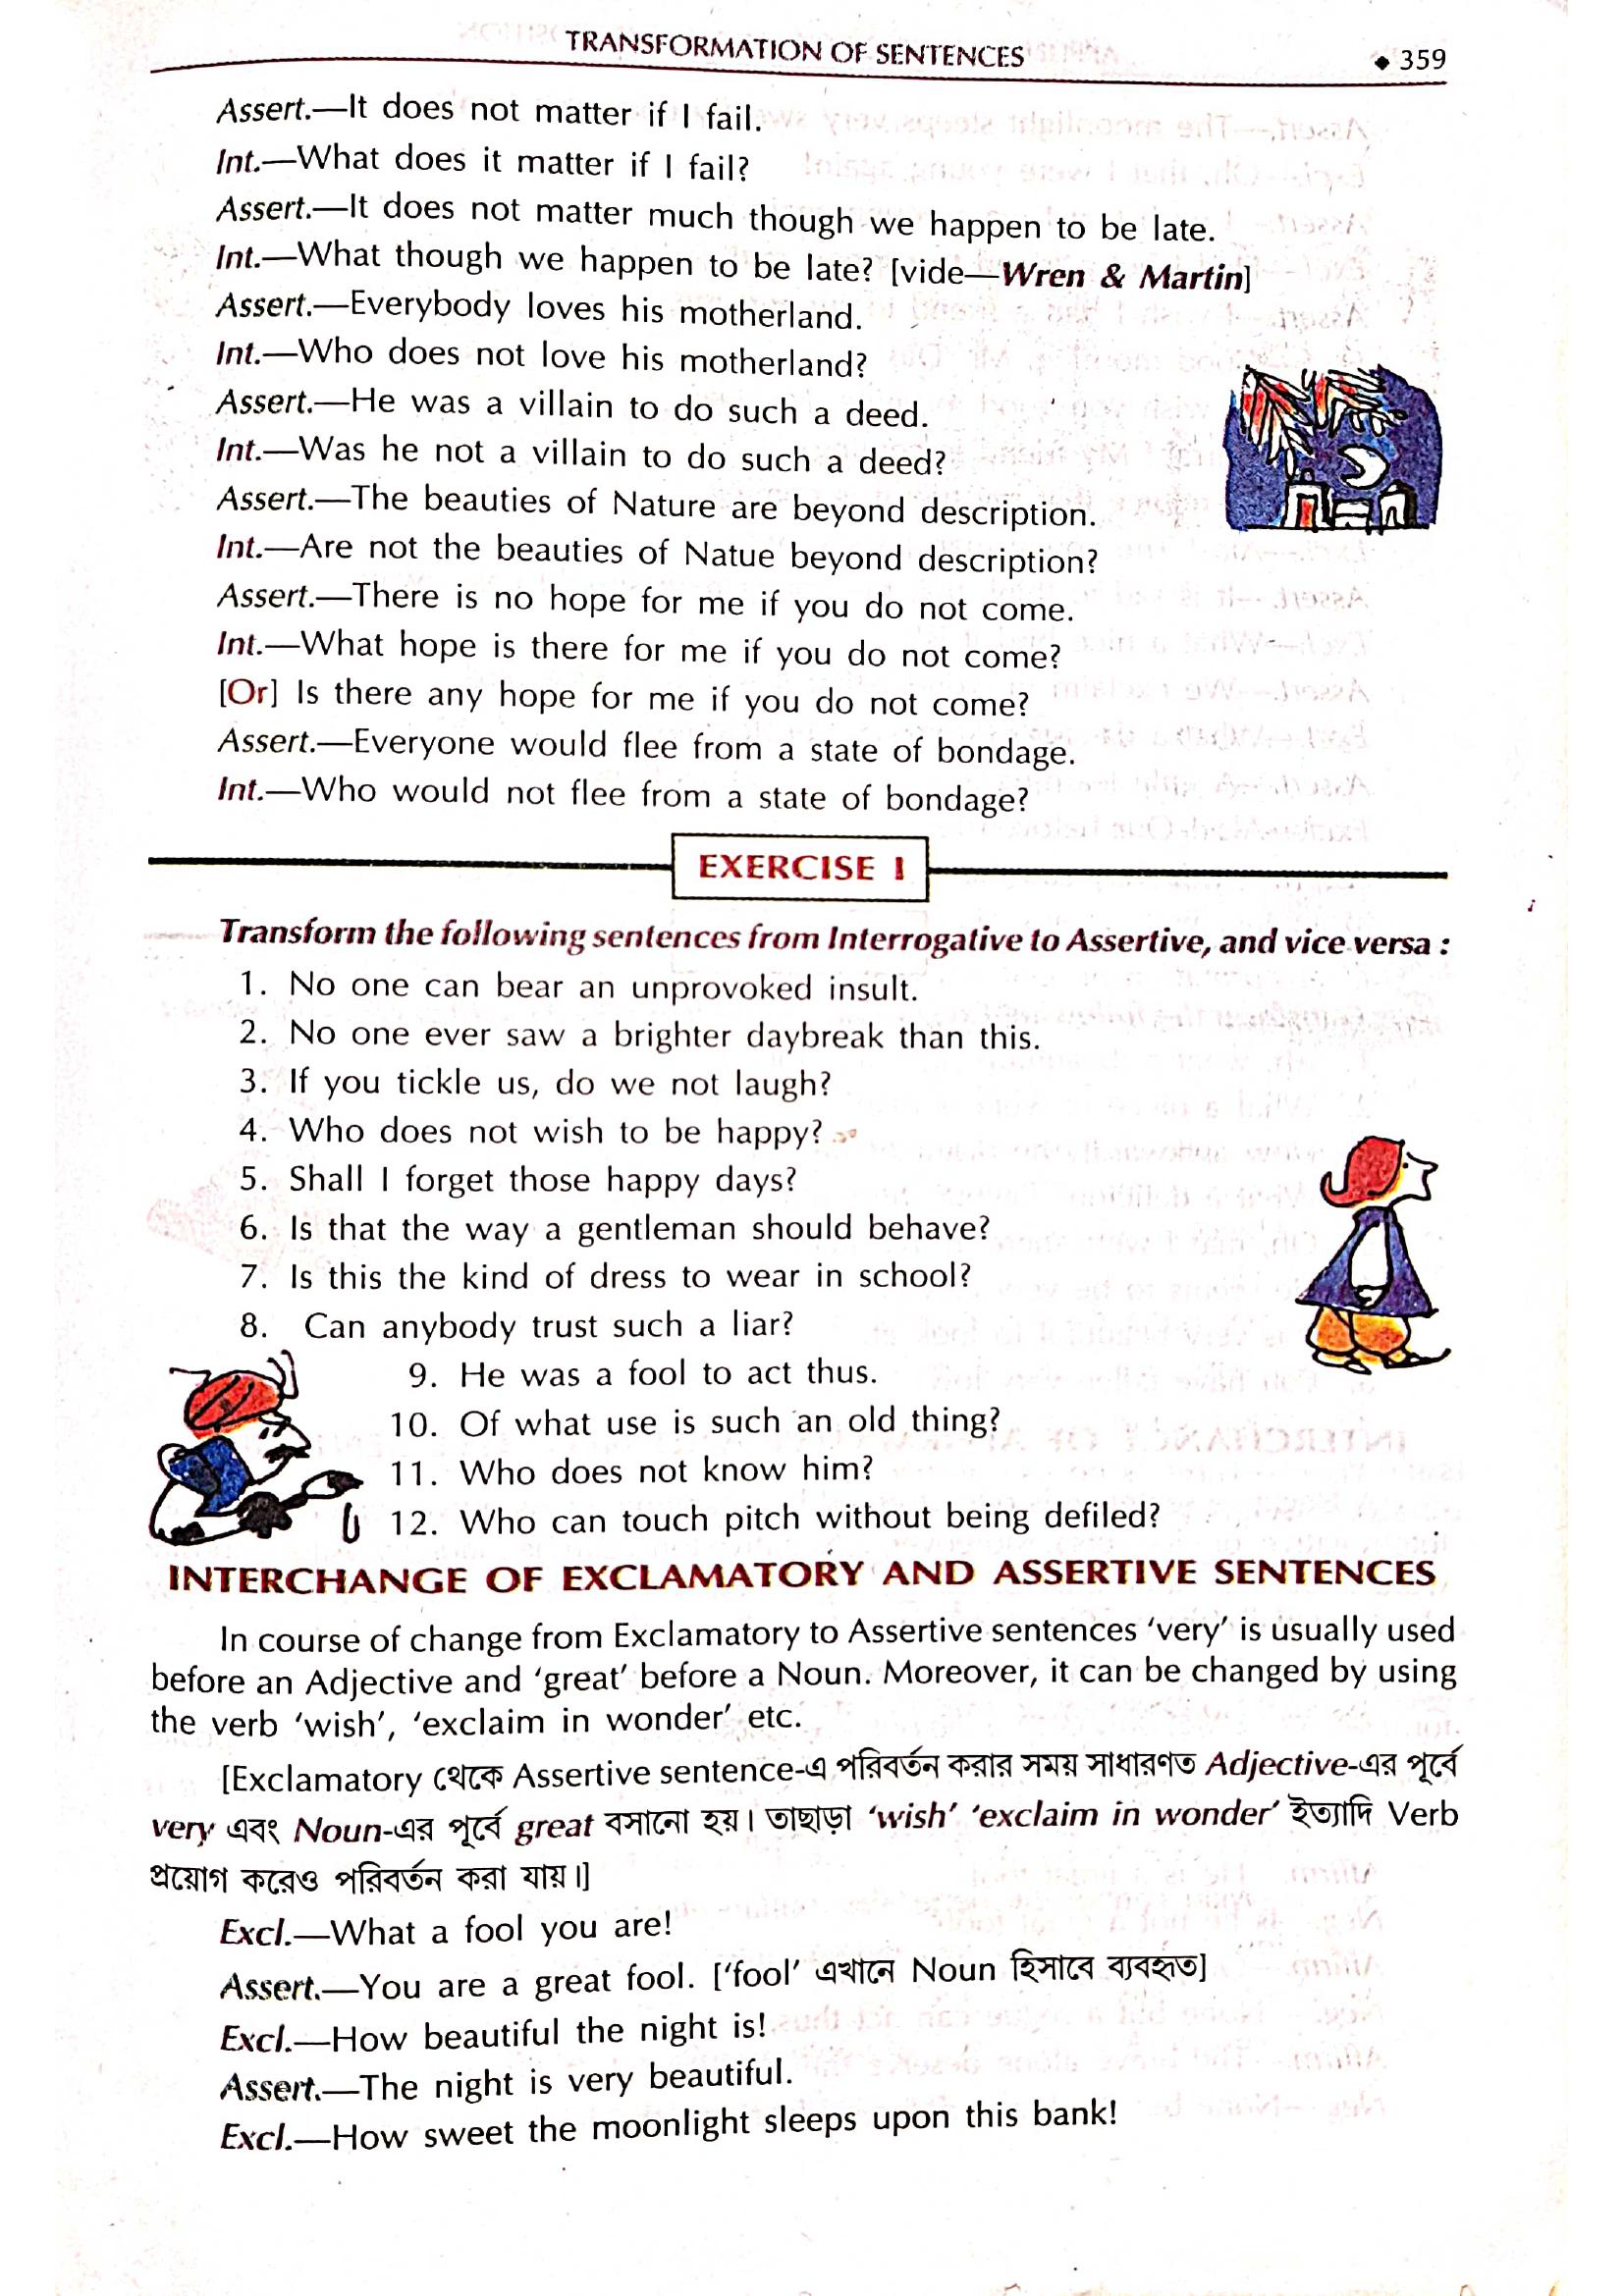 TRANSFORMATION OF SENTENCES ◆ 359
Assert.—It does not matter if I fail.
Int.—What does it matter if I fail?
Assert.—It does not matter much though we happen to be late.
Int.—What though we happen to be late? [vide—Wren & Martin]
Assert.—Everybody loves his motherland.
Int.—Who does not love his motherland?
Assert.—He was a villain to do such a deed.
Int.—Was he not a villain to do such a deed?
Assert.—The beauties of Nature are beyond description.
Int.—Are not the beauties of Natue beyond description?
Assert.—There is no hope for me if you do not come.
Int.—What hope is there for me if you do not come?
[Or] Is there any hope for me if you do not come?
Assert.—Everyone would flee from a state of bondage.
Int.—Who would not flee from a state of bondage?
EXERCISE I
Transform the following sentences from Interrogative to Assertive, and vice versa :
1. No one can bear an unprovoked insult.
2. No one ever saw a brighter daybreak than this.
3. If you tickle us, do we not laugh?
4. Who does not wish to be happy?
5. Shall I forget those happy days?
6. Is that the way a gentleman should behave?
7. Is this the kind of dress to wear in school?
8. Can anybody trust such a liar?
9. He was a fool to act thus.
10. Of what use is such an old thing?
11. Who does not know him?
12. Who can touch pitch without being defiled?
INTERCHANGE OF EXCLAMATORY AND ASSERTIVE SENTENCES
In course of change from Exclamatory to Assertive sentences ‘very’ is usually used
before an Adjective and ‘great’ before a Noun. Moreover, it can be changed by using
the verb ‘wish’, ‘exclaim in wonder’ etc.
[Exclamatory থেকে Assertive sentence-এ পরিবর্তন করার সময় সাধারণত Adjective-এর পূর্বে
very এবং Noun-এর পূর্বে great বসানো হয়। তাছাড়া ‘wish’ ‘exclaim in wonder’ ইত্যাদি Verb
প্রয়োগ করেও পরিবর্তন করা যায়।]
Excl.—What a fool you are!
Assert.—You are a great fool. [‘fool’ এখানে Noun হিসাবে ব্যবহৃত]
Excl.—How beautiful the night is!
Assert.—The night is very beautiful.
Excl.—How sweet the moonlight sleeps upon this bank!